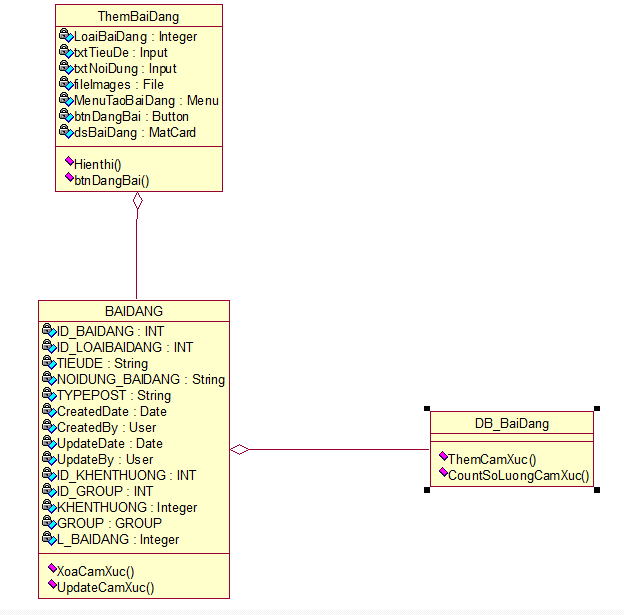 ThemBaiDang
LoaiBaiDang : Integer
txtTieuDe : Input
txtNoiDung : Input
fileImages : File
MenuTaoBaiDang : Menu
btnDangBai : Button
dsBaiDang : MatCard
Hienthi()
btnDangBai()
BAIDANG
ID_BAIDANG : INT
ID_LOAIBAIDANG : INT
TIEUDE : String
NOIDUNG_BAIDANG : String
TYPEPOST : String
CreatedDate : Date
CreatedBy : User
UpdateDate : Date
UpdateBy : User
ID_KHENTHUONG : INT
ID_GROUP : INT
KHENTHUONG : Integer
GROUP : GROUP
L_BAIDANG : Integer
XoaCamXuc()
UpdateCamXuc()
DB_BaiDang
ThemCamXuc()
CountSoLuongCamXuc()